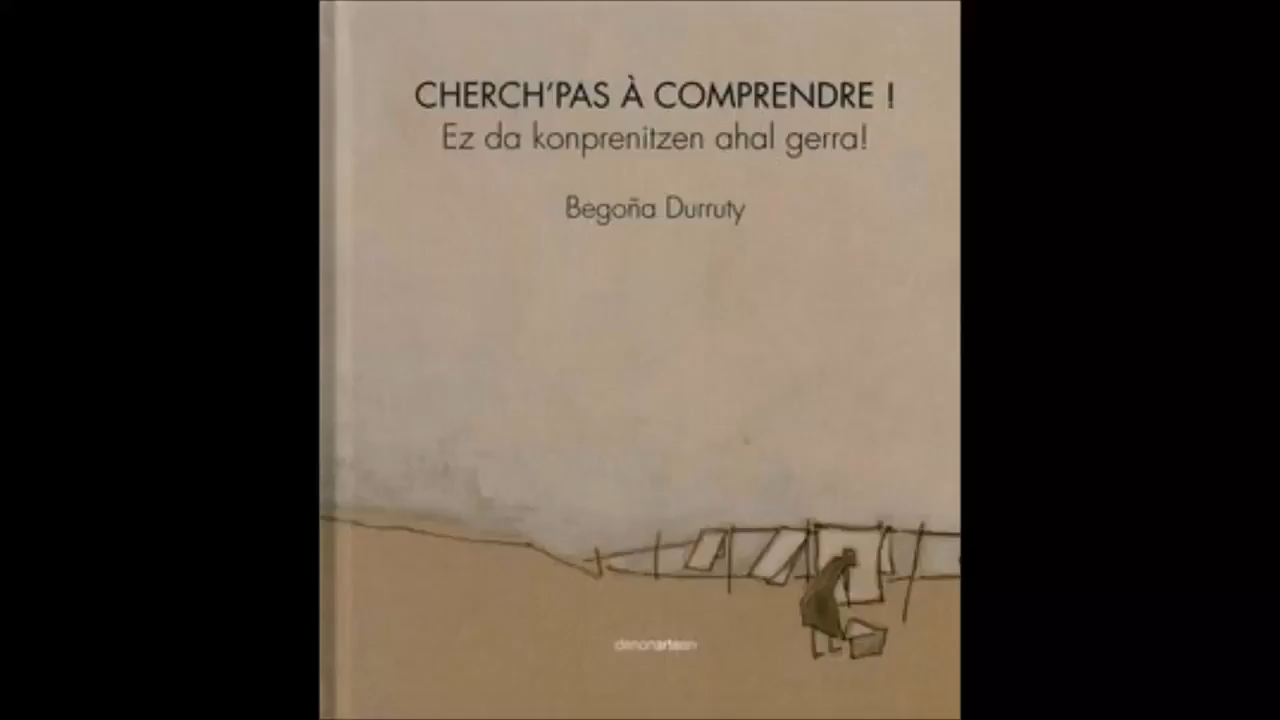 CHERCH'PAS À COMPRENDRE !
Ez da konprenitzen ahal gerra!
Begoña Durruty
denonartean